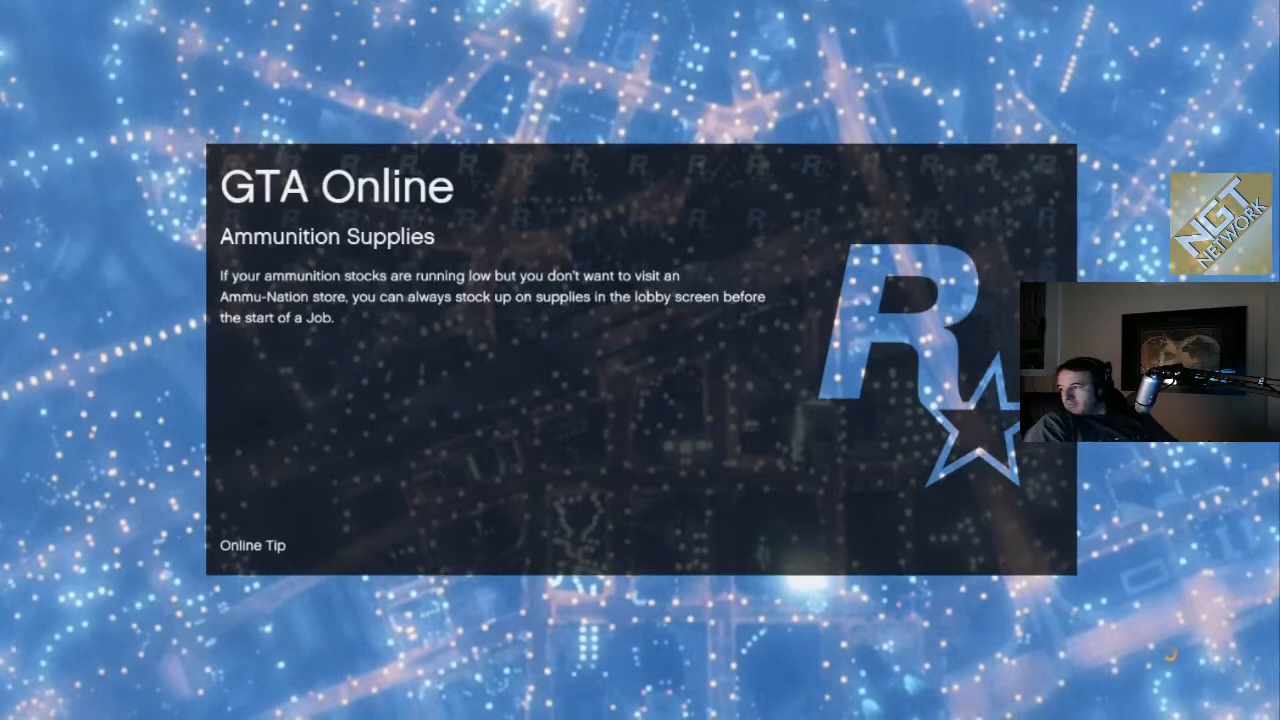 GTA Online
Ammunition Supplies
If your ammunition stocks are running low but you don't want to visit an
Ammu-Nation store, you can always stock up on supplies in the lobby screen before
the start of a Job.
Online Tip
R
NGT
NETWORK